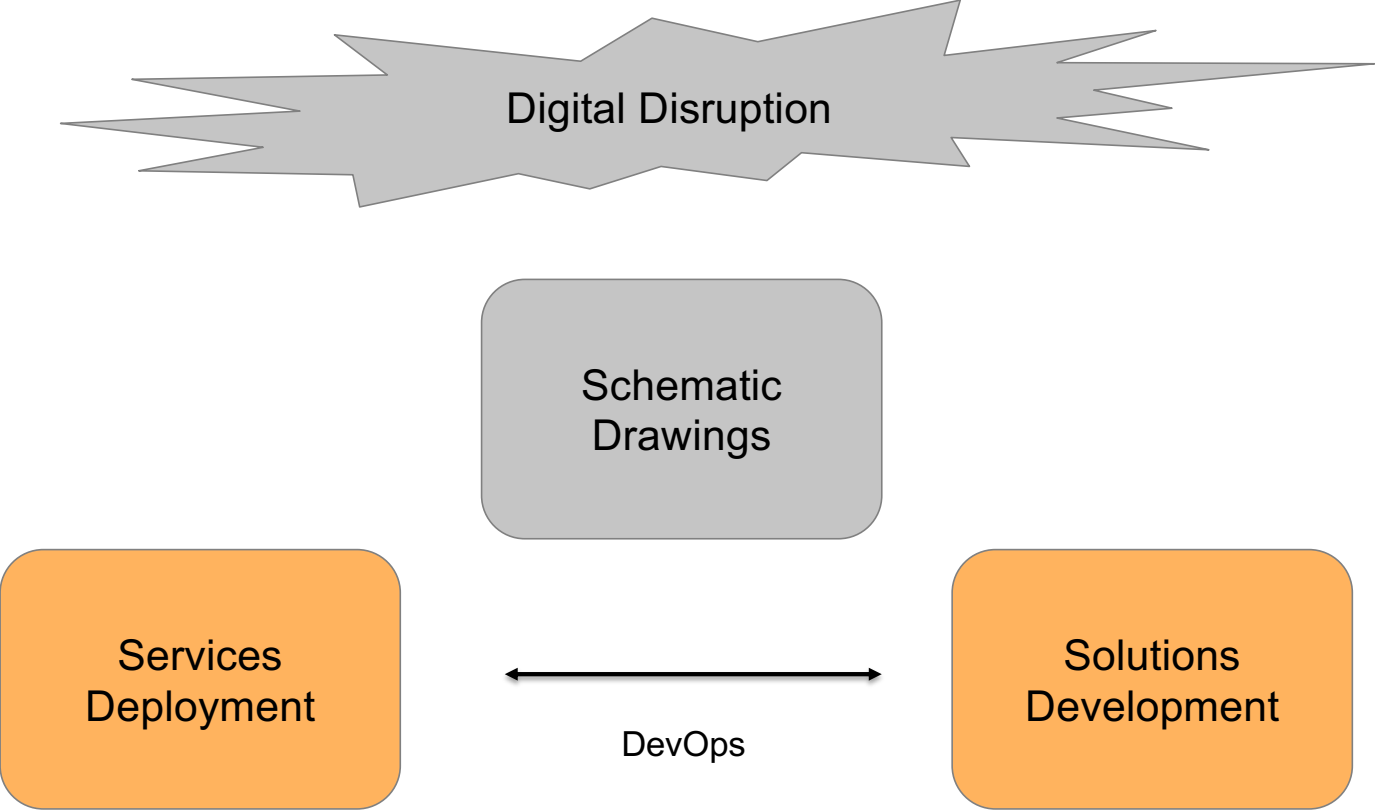 Digital Disruption
Schematic
Drawings
Services
Deployment
Solutions
Development
DevOps